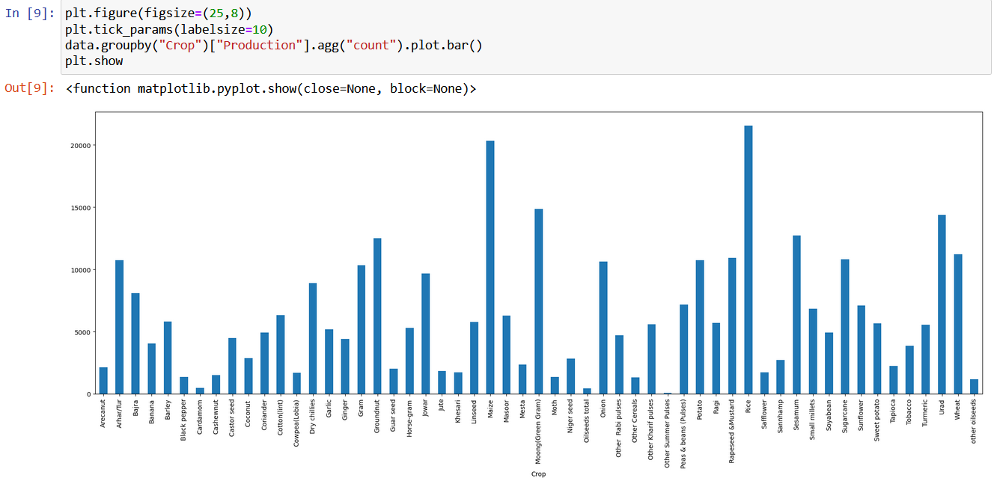 In [9]: plt.figure(figsize=(25,8))
plt.tick_params(labelsize=10)
data.groupby("Crop")["Production"].agg("count").plot.bar()
plt.show
Out[9]: <function matplotlib.pyplot.show(close=None, block=None)>
20000
15000
10000
5000
0
Arecanut
Arhar/Tur
Bajra
Banana
Barley
Black pepper
Cardamom
Cashewnut
Castor seed
Coconut
Coriander
Cotton(lint)
Cowpea(Lobia)
Dry chillies
Garlic
Ginger
Gram
Groundnut
Guar seed
Horse-gram
Jowar
Jute
Khesari
Linseed
Maize
Masoor
Mesta
Moong(Green Gram)
Moth
Niger seed
Oilseeds total
Onion
Other  Rabi pulses
Other Cereals
Other Kharif pulses
Other Summer Pulses
Peas & beans (Pulses)
Potato
Ragi
Rapeseed &Mustard
Rice
Safflower
Sannhamp
Sesamum
Small millets
Soyabean
Sugarcane
Sunflower
Sweet potato
Tapioca
Tobacco
Turmeric
Urad
Wheat
other oilseeds
Crop